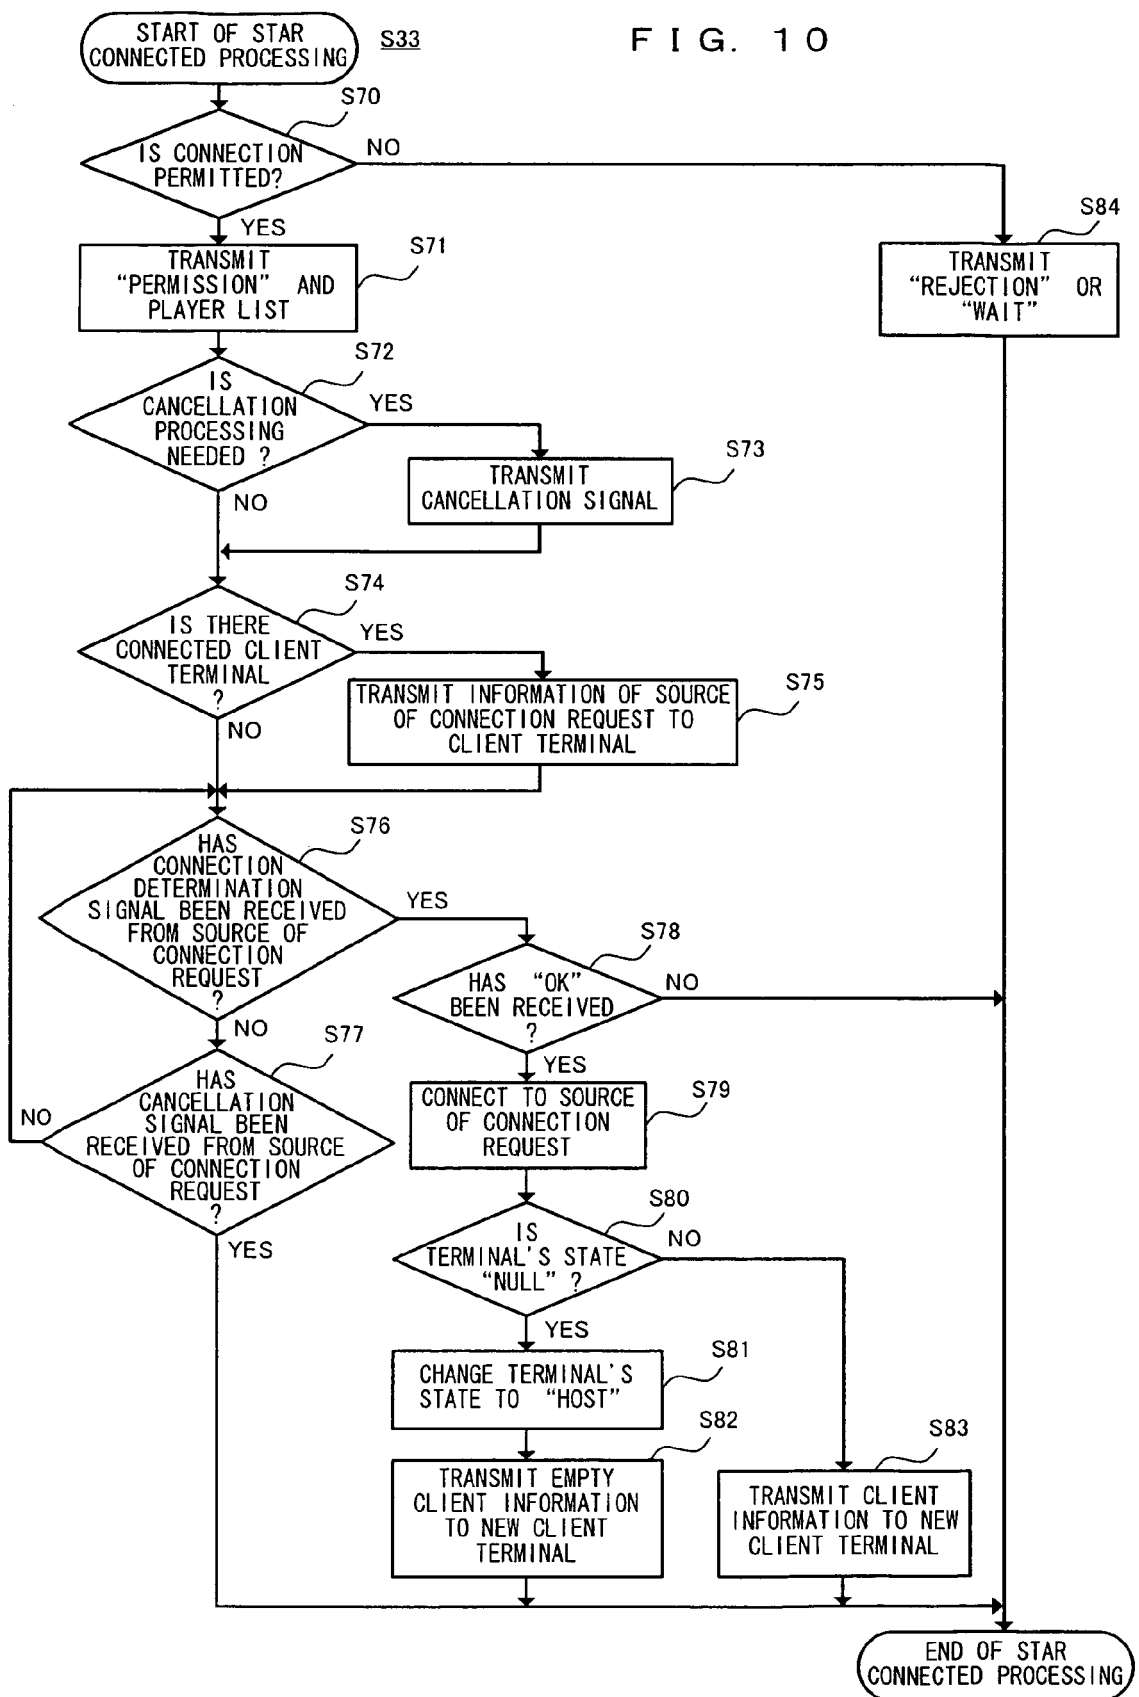 START OF STAR
CONNECTED PROCESSING
S33
FIG. 10
S70
IS CONNECTION
PERMITTED?
NO
YES
S71
TRANSMIT
“PERMISSION” AND
PLAYER LIST
S84
TRANSMIT
“REJECTION” OR
“WAIT”
S72
IS
CANCELLATION
PROCESSING
NEEDED ?
YES
NO
S73
TRANSMIT
CANCELLATION SIGNAL
S74
IS THERE
CONNECTED CLIENT
TERMINAL
?
YES
NO
S75
TRANSMIT INFORMATION OF SOURCE
OF CONNECTION REQUEST TO
CLIENT TERMINAL
S76
HAS
CONNECTION
DETERMINATION
SIGNAL BEEN RECEIVED
FROM SOURCE OF
CONNECTION
REQUEST
?
YES
NO
S77
HAS
CANCELLATION
SIGNAL BEEN
RECEIVED FROM SOURCE
OF CONNECTION
REQUEST
?
NO
YES
S78
HAS “OK”
BEEN RECEIVED
?
NO
YES
S79
CONNECT TO SOURCE
OF CONNECTION
REQUEST
S80
IS
TERMINAL'S STATE
“NULL” ?
NO
YES
S81
CHANGE TERMINAL'S
STATE TO “HOST”
S82
TRANSMIT EMPTY
CLIENT INFORMATION
TO NEW CLIENT
TERMINAL
S83
TRANSMIT CLIENT
INFORMATION TO NEW
CLIENT TERMINAL
END OF STAR
CONNECTED PROCESSING